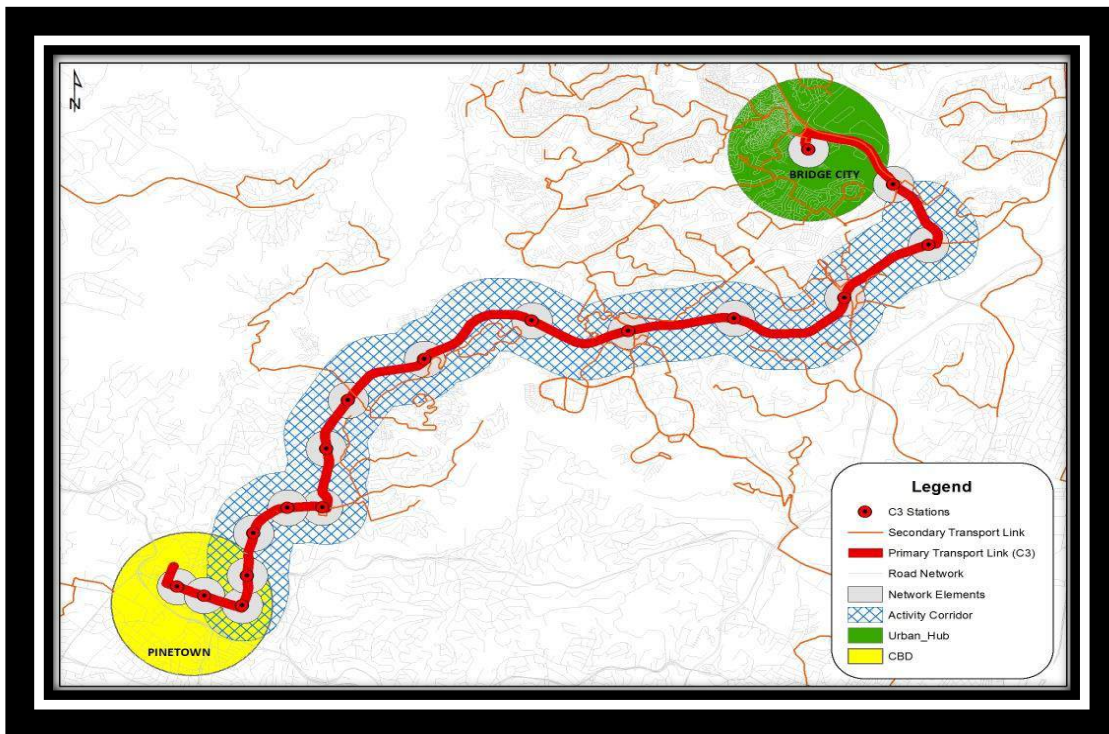 N
BRIDGE CITY
PINETOWN
Legend
C3 Stations
Secondary Transport Link
Primary Transport Link (C3)
Road Network
Network Elements
Activity Corridor
Urban_Hub
CBD